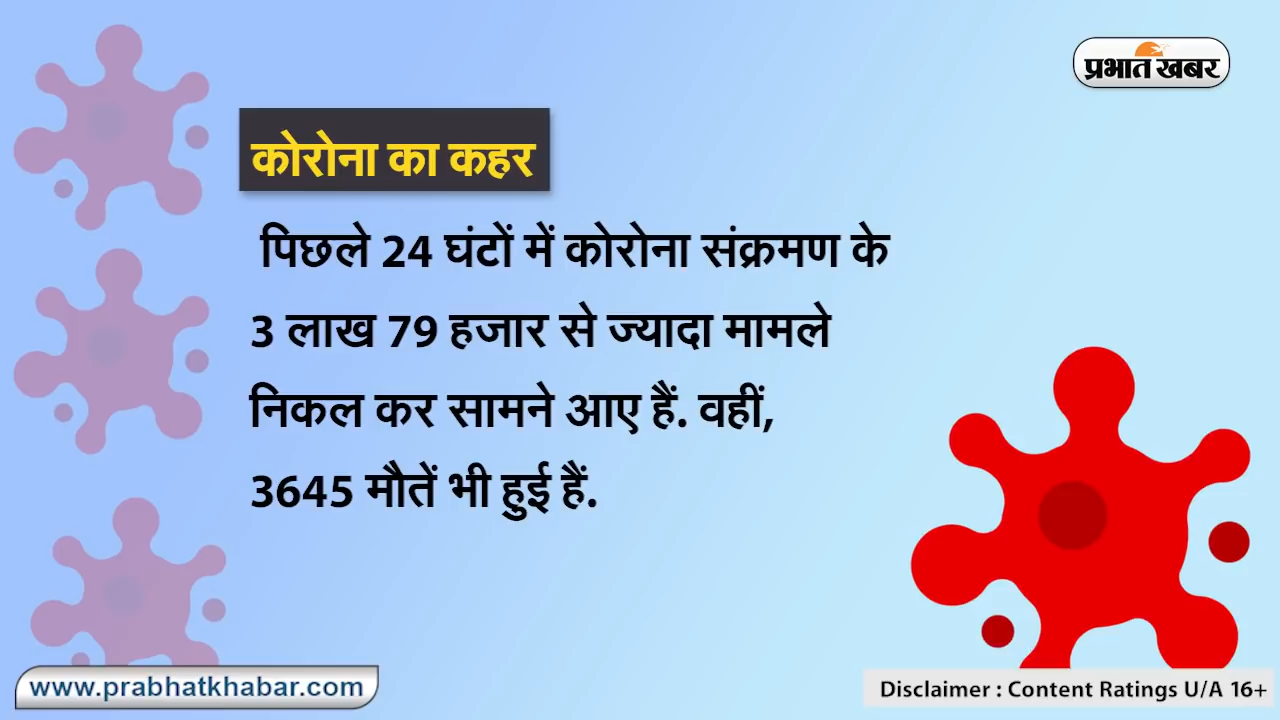 प्रभात खबर
कोरोना का कहर
पिछले 24 घंटों में कोरोना संक्रमण के
3 लाख 79 हजार से ज्यादा मामले
निकल कर सामने आए हैं. वहीं,
3645 मौतें भी हुई हैं.
www.prabhatkhabar.com
Disclaimer : Content Ratings U/A 16+